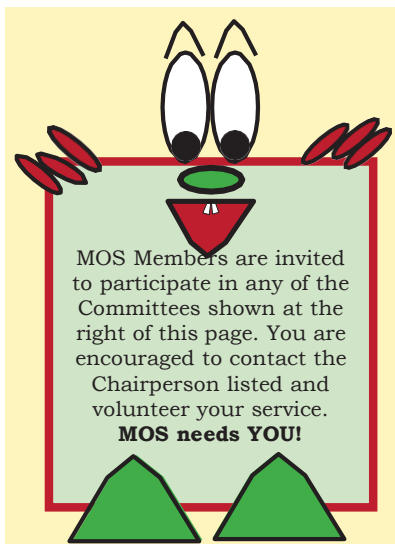 MOS Members are invited
to participate in any of the
Committees shown at the
right of this page. You are
encouraged to contact the
Chairperson listed and
volunteer your service.
MOS needs YOU!